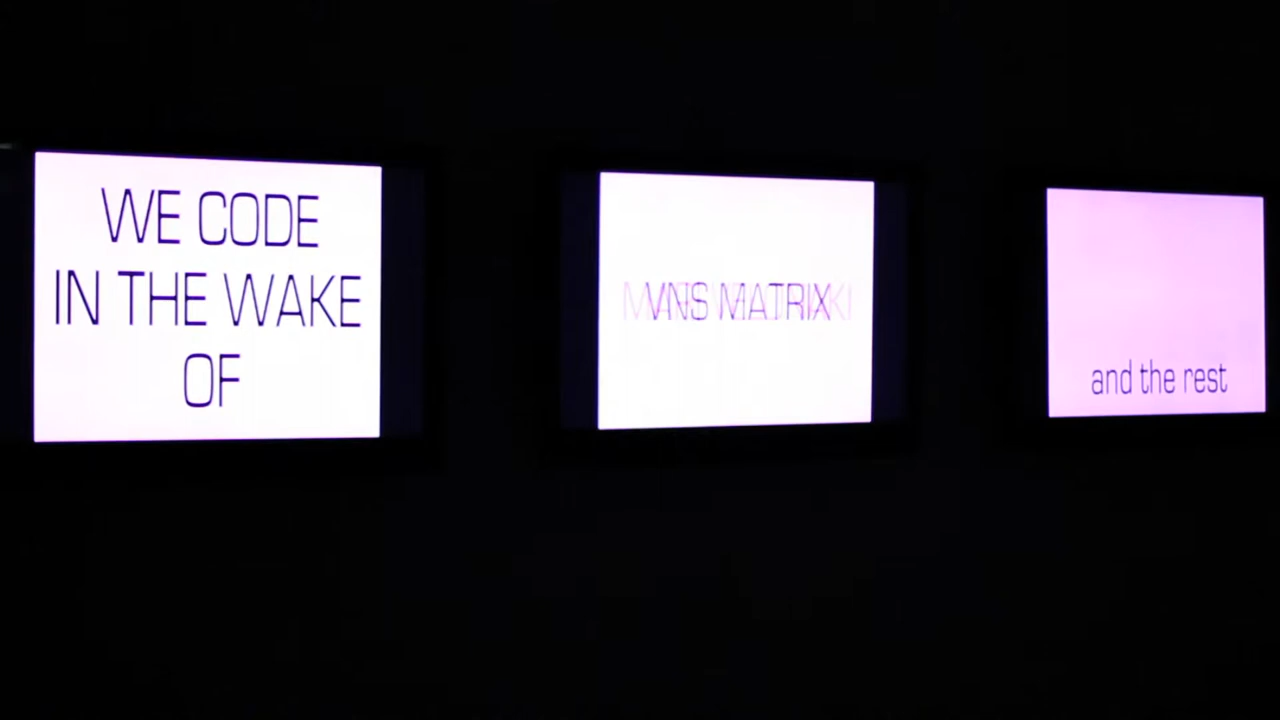 WE CODE
IN THE WAKE
OF
VNS MATRIX
and the rest